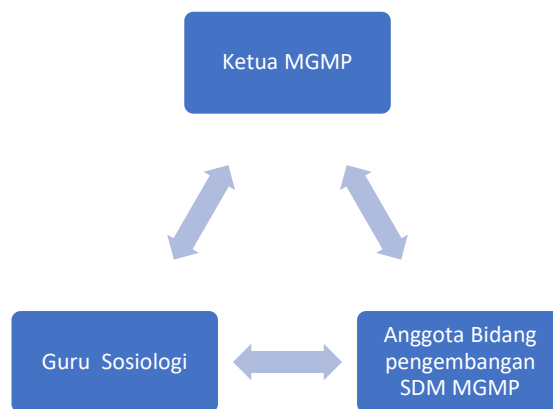 Ketua MGMP
Guru Sosiologi
Anggota Bidang
pengembangan
SDM MGMP